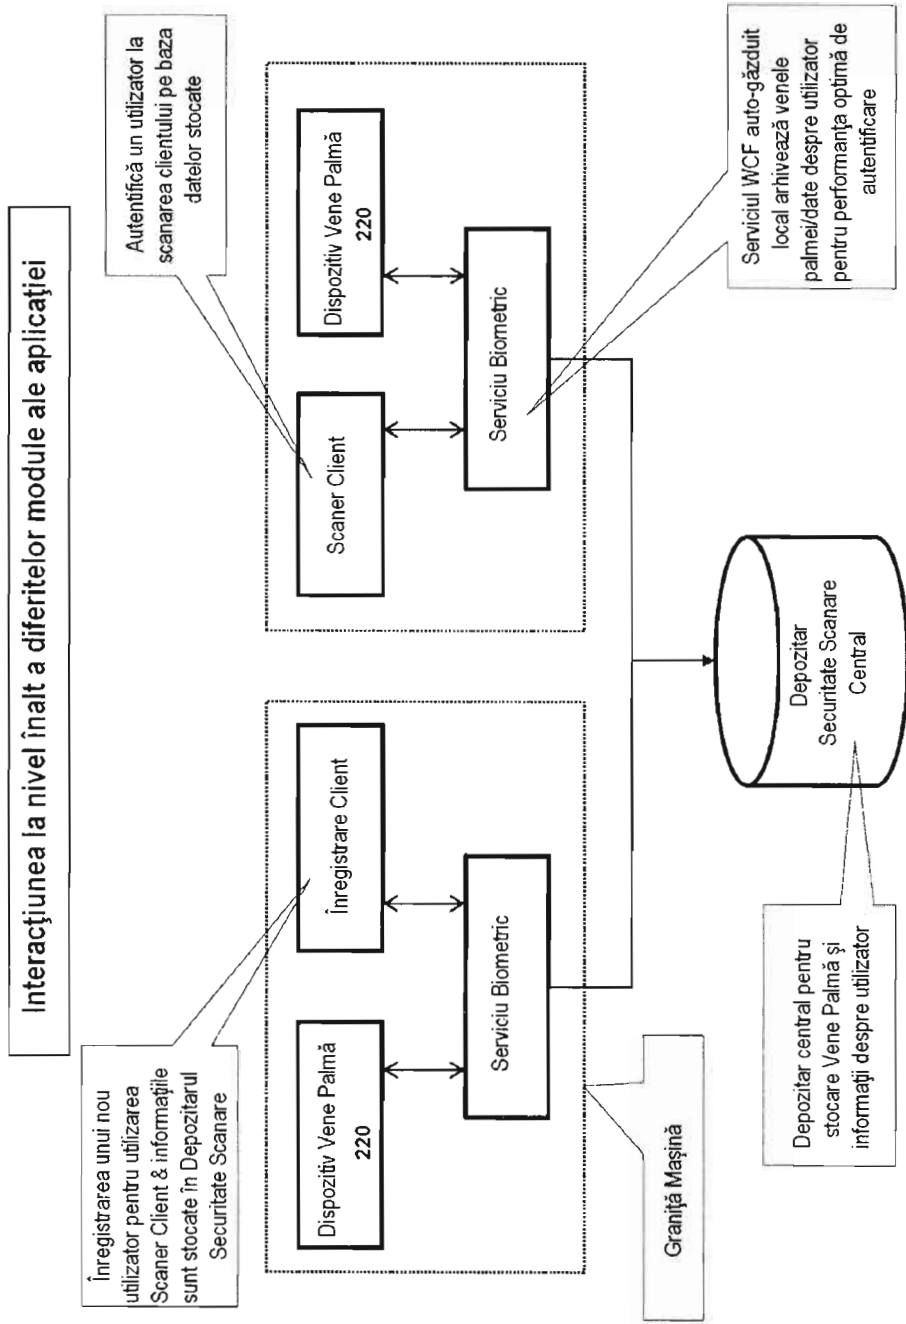 Interacţiunea la nivel înalt a diferitelor module ale aplicaţiei
Înregistrarea unui nou
utilizator pentru utilizarea
Scaner Client & informaţiile
sunt stocate în Depozitarul
Securitate Scanare
Autentifică un utilizator la
scanarea clientului pe baza
datelor stocate
Dispozitiv Vene Palmă
220
Înregistrare Client
Serviciu Biometric
Scaner Client
Dispozitiv Vene Palmă
220
Serviciu Biometric
Graniţă Maşină
Depozitar
Securitate Scanare
Central
Depozitar central pentru
stocare Vene Palmă şi
informaţii despre utilizator
Serviciul WCF auto-găzduit
local arhivează venele
palmei/date despre utilizator
pentru performanţa optimă de
autentificare